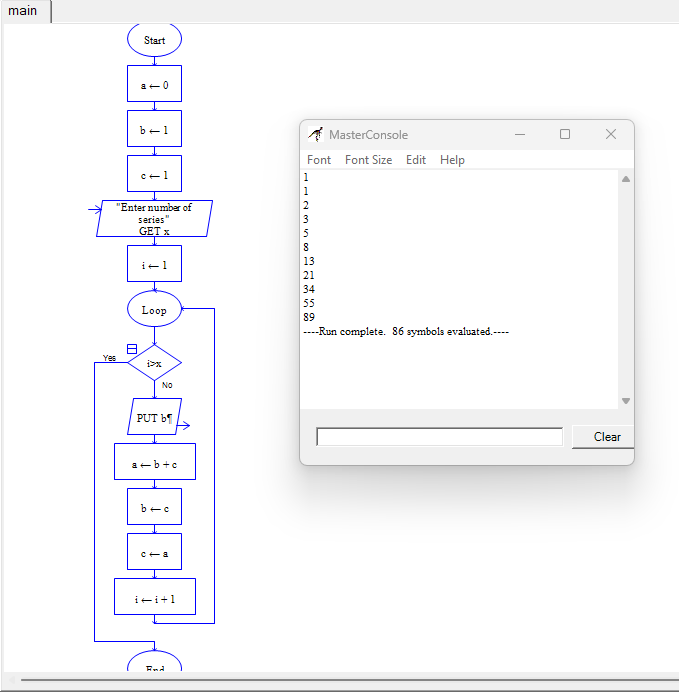 main
Start
a ← 0
b ← 1
c ← 1
"Enter number of
series"
GET x
i ← 1
Loop
Yes
i>x
No
PUT b¶
a ← b + c
b ← c
c ← a
i ← i + 1
End
MasterConsole
Font Font Size Edit Help
1
1
2
3
5
8
13
21
34
55
89
----Run complete.  86 symbols evaluated.----
Clear